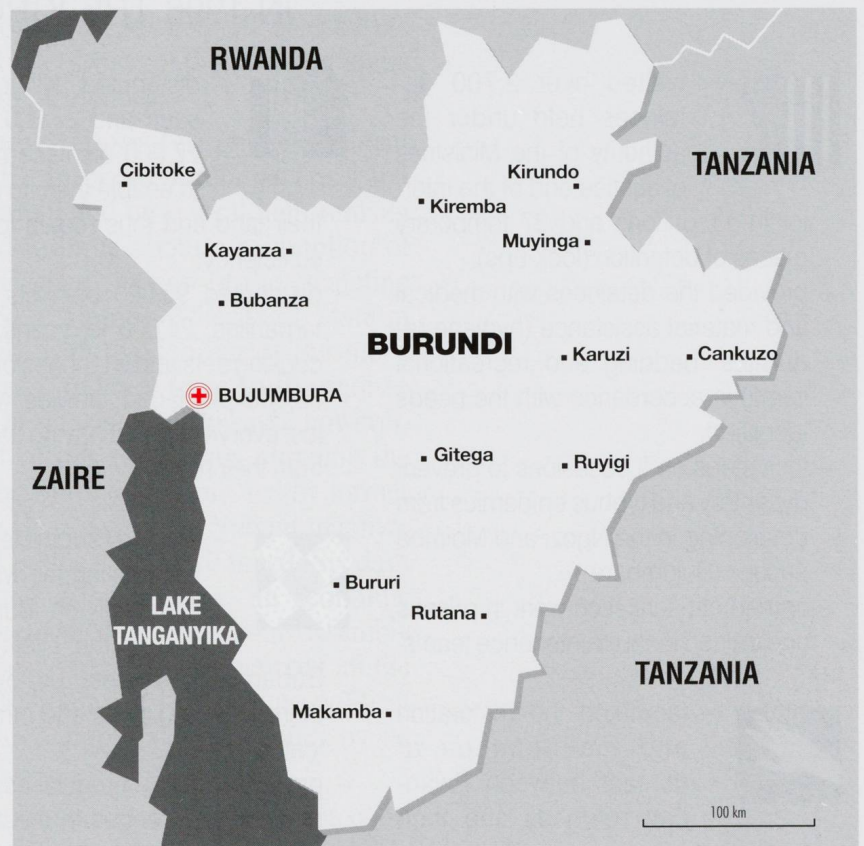 RWANDA
TANZANIA
Cibitoke
Kirundo
Kiremba
Muyinga
Kayanza
Bubanza
BURUNDI
Karuzi
Cankuzo
BUJUMBURA
Gitega
Ruyigi
ZAIRE
Bururi
LAKE
TANGANYIKA
Rutana
TANZANIA
Makamba
100 km